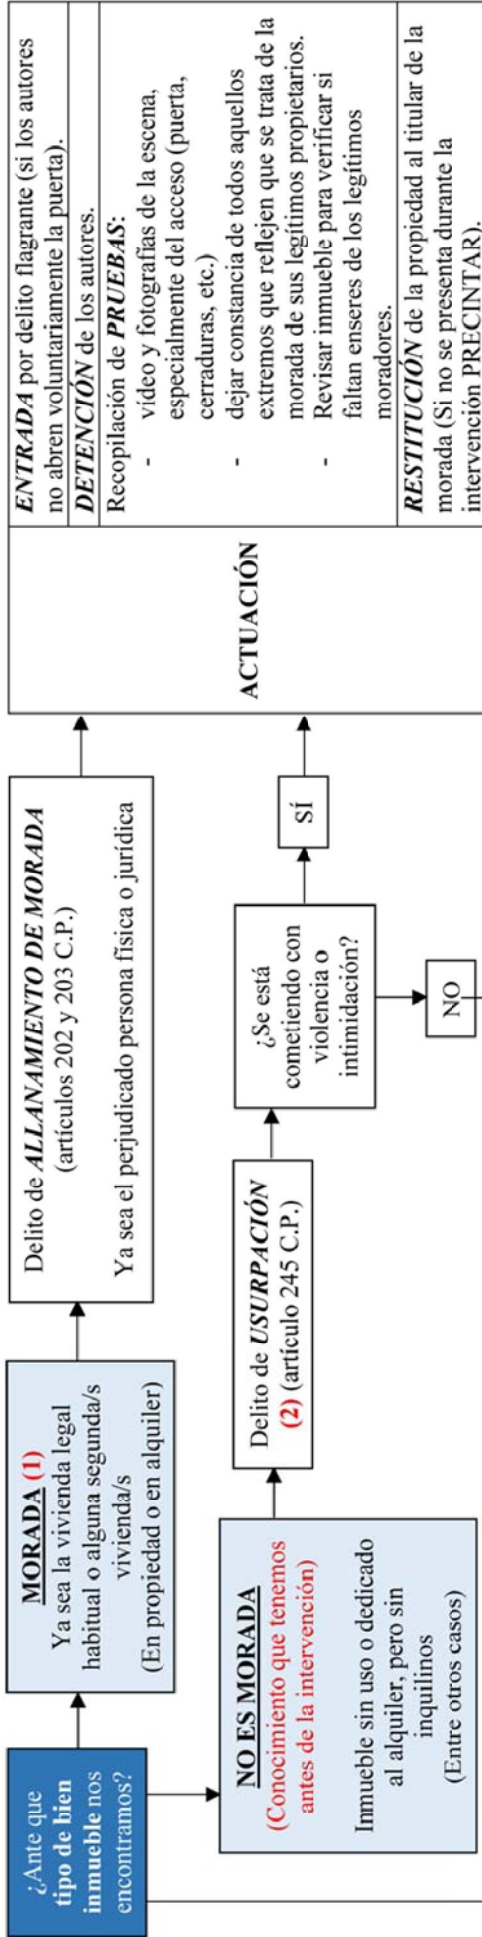 ¿Ante que
tipo de bien
inmueble nos
encontramos?
MORADA (1)
Ya sea la vivienda legal
habitual o alguna segunda/s
vivienda/s
(En propiedad o en alquiler)
Delito de ALLANAMIENTO DE MORADA
(artículos 202 y 203 C.P.)
Ya sea el perjudicado persona física o jurídica
NO ES MORADA
(Conocimiento que tenemos
antes de la intervención)
Inmueble sin uso o dedicado
al alquiler, pero sin
inquilinos
(Entre otros casos)
Delito de USURPACIÓN
(2) (artículo 245 C.P.)
¿Se está
cometiendo con
violencia o
intimidación?
SÍ
NO
ACTUACIÓN
ENTRADA por delito flagrante (si los autores
no abren voluntariamente la puerta).
DETENCIÓN de los autores.
Recopilación de PRUEBAS:
- vídeo y fotografías de la escena,
especialmente del acceso (puerta,
cerraduras, etc.)
- dejar constancia de todos aquellos
extremos que reflejen que se trata de la
morada de sus legítimos propietarios.
- Revisar inmueble para verificar si
faltan enseres de los legítimos
moradores.
RESTITUCIÓN de la propiedad al titular de la
morada (Si no se presenta durante la
intervención PRECINTAR).